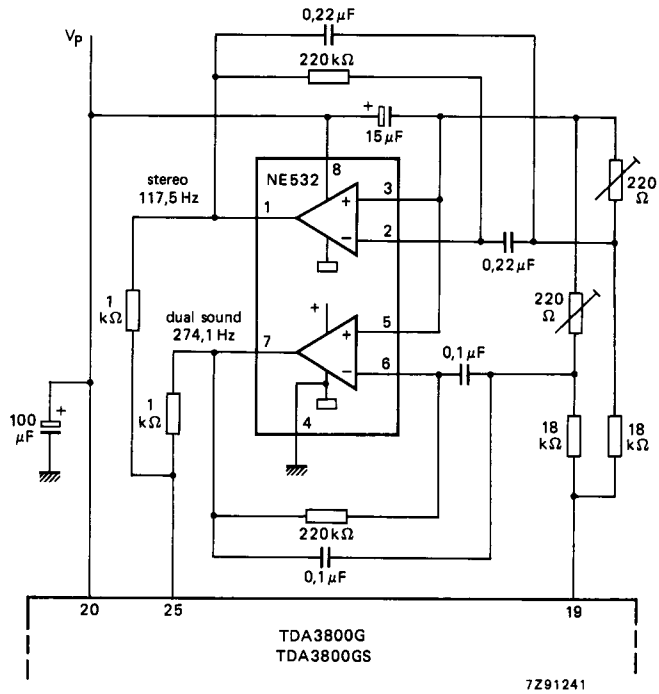 0,22 µF
Vp
220 kΩ
+
15 µF
8
NE532
stereo
117,5 Hz
1
+
3
−
2
220
Ω
0,22 µF
1
kΩ
dual sound
274,1 Hz
+
220
Ω
7
+
5
−
6
0,1 µF
1
kΩ
100
µF
+
4
18
kΩ
18
kΩ
220 kΩ
0,1 µF
20
25
19
TDA3800G
TDA3800GS
7Z91241